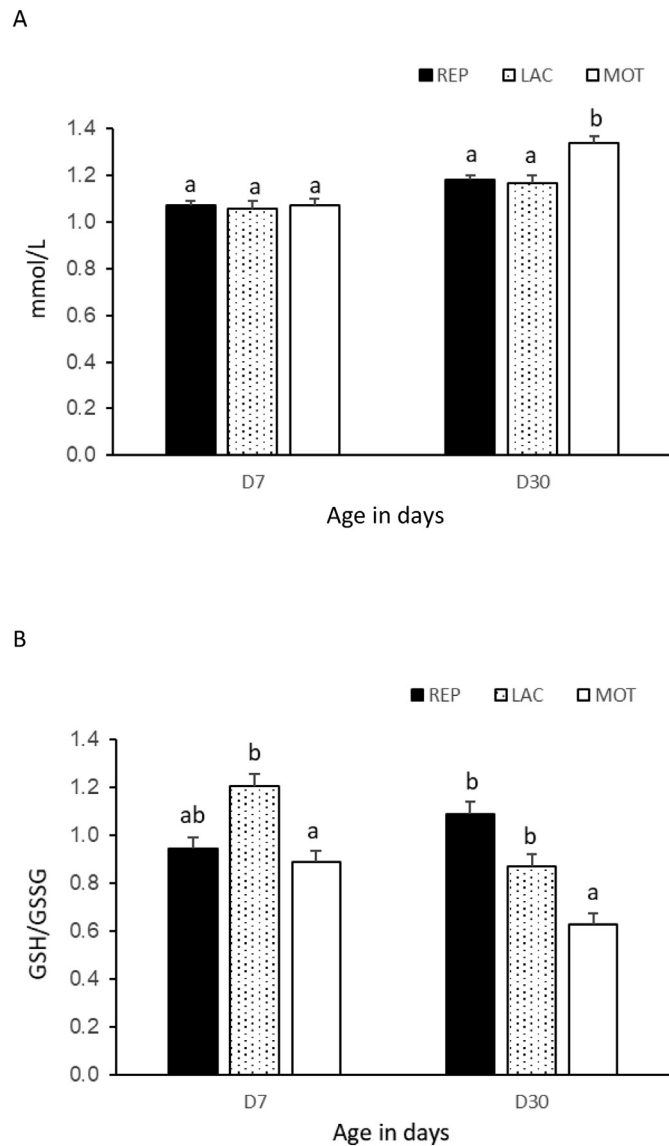 A
REP LAC MOT
1.4
1.2
1.0
0.8
0.6
0.4
0.2
0.0
mmol/L
a a a a a b
D7 D30
Age in days
B
REP LAC MOT
1.4
1.2
1.0
0.8
0.6
0.4
0.2
0.0
GSH/GSSG
ab b a b b a
D7 D30
Age in days